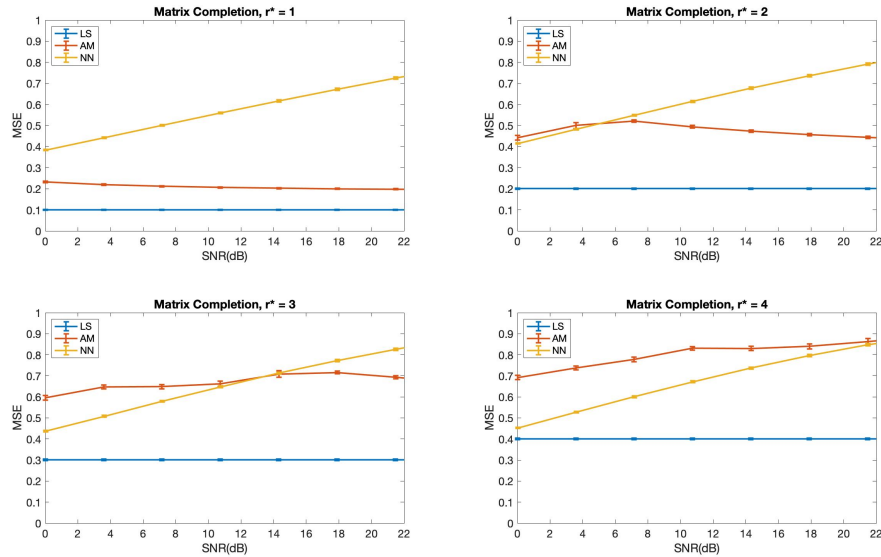 Matrix Completion, r* = 1
1
0.9
0.8
0.7
0.6
0.5
0.4
0.3
0.2
0.1
0
MSE
LS
AM
NN
0 2 4 6 8 10 12 14 16 18 20 22
SNR(dB)
Matrix Completion, r* = 2
1
0.9
0.8
0.7
0.6
0.5
0.4
0.3
0.2
0.1
0
MSE
LS
AM
NN
0 2 4 6 8 10 12 14 16 18 20 22
SNR(dB)
Matrix Completion, r* = 3
1
0.9
0.8
0.7
0.6
0.5
0.4
0.3
0.2
0.1
0
MSE
LS
AM
NN
0 2 4 6 8 10 12 14 16 18 20 22
SNR(dB)
Matrix Completion, r* = 4
1
0.9
0.8
0.7
0.6
0.5
0.4
0.3
0.2
0.1
0
MSE
LS
AM
NN
0 2 4 6 8 10 12 14 16 18 20 22
SNR(dB)